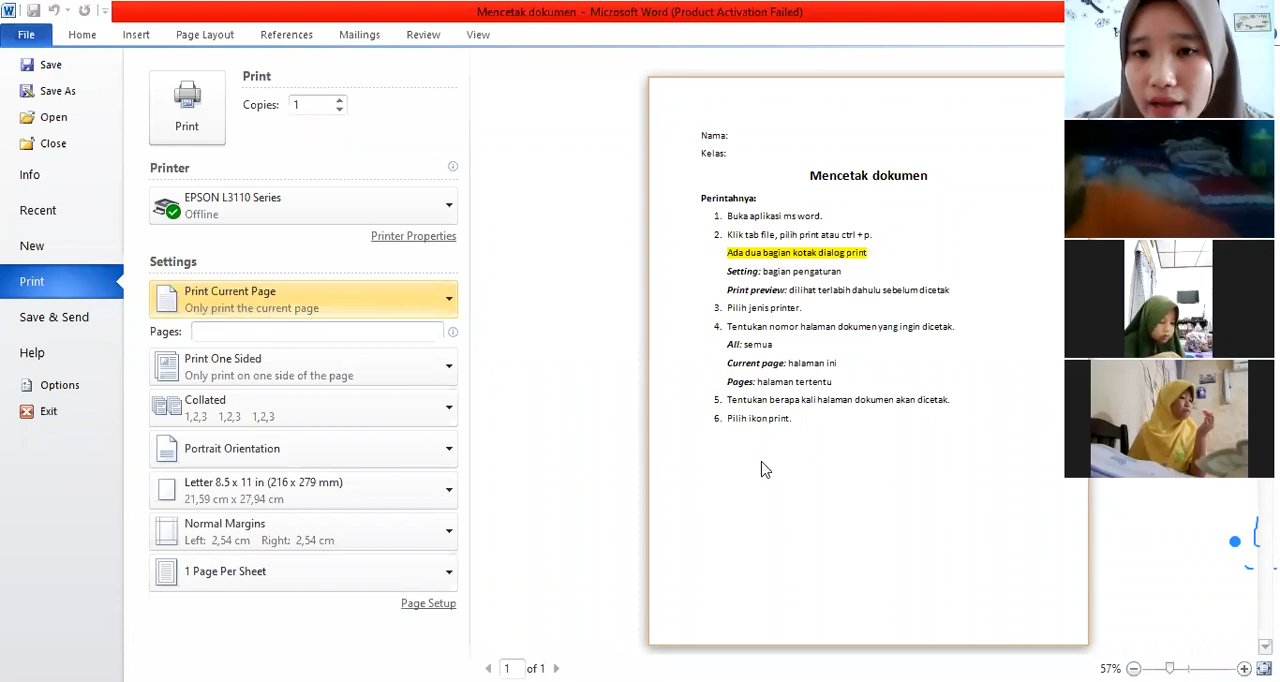 Mencetak dokumen - Microsoft Word (Product Activation Failed)
File Home Insert Page Layout References Mailings Review View
Save
Save As
Open
Close
Info
Recent
New
Print
Save & Send
Help
Options
Exit
Print
Print
Copies: 1
Printer
EPSON L3110 Series
Offline
Printer Properties
Settings
Print Current Page
Only print the current page
Pages:
Print One Sided
Only print on one side of the page
Collated
1,2,3 1,2,3 1,2,3
Portrait Orientation
Letter 8.5 x 11 in (216 x 279 mm)
21,59 cm x 27,94 cm
Normal Margins
Left: 2,54 cm Right: 2,54 cm
1 Page Per Sheet
Page Setup
Nama:
Kelas:
Mencetak dokumen
Perintahnya:
1. Buka aplikasi ms word.
2. Klik tab file, pilih print atau ctrl + p.
Ada dua bagian kotak dialog print
Setting: bagian pengaturan
Print preview: dilihat terlabih dahulu sebelum dicetak
3. Pilih jenis printer.
4. Tentukan nomor halaman dokumen yang ingin dicetak.
All: semua
Current page: halaman ini
Pages: halaman tertentu
5. Tentukan berapa kali halaman dokumen akan dicetak.
6. Pilih ikon print.
1 of 1
57%